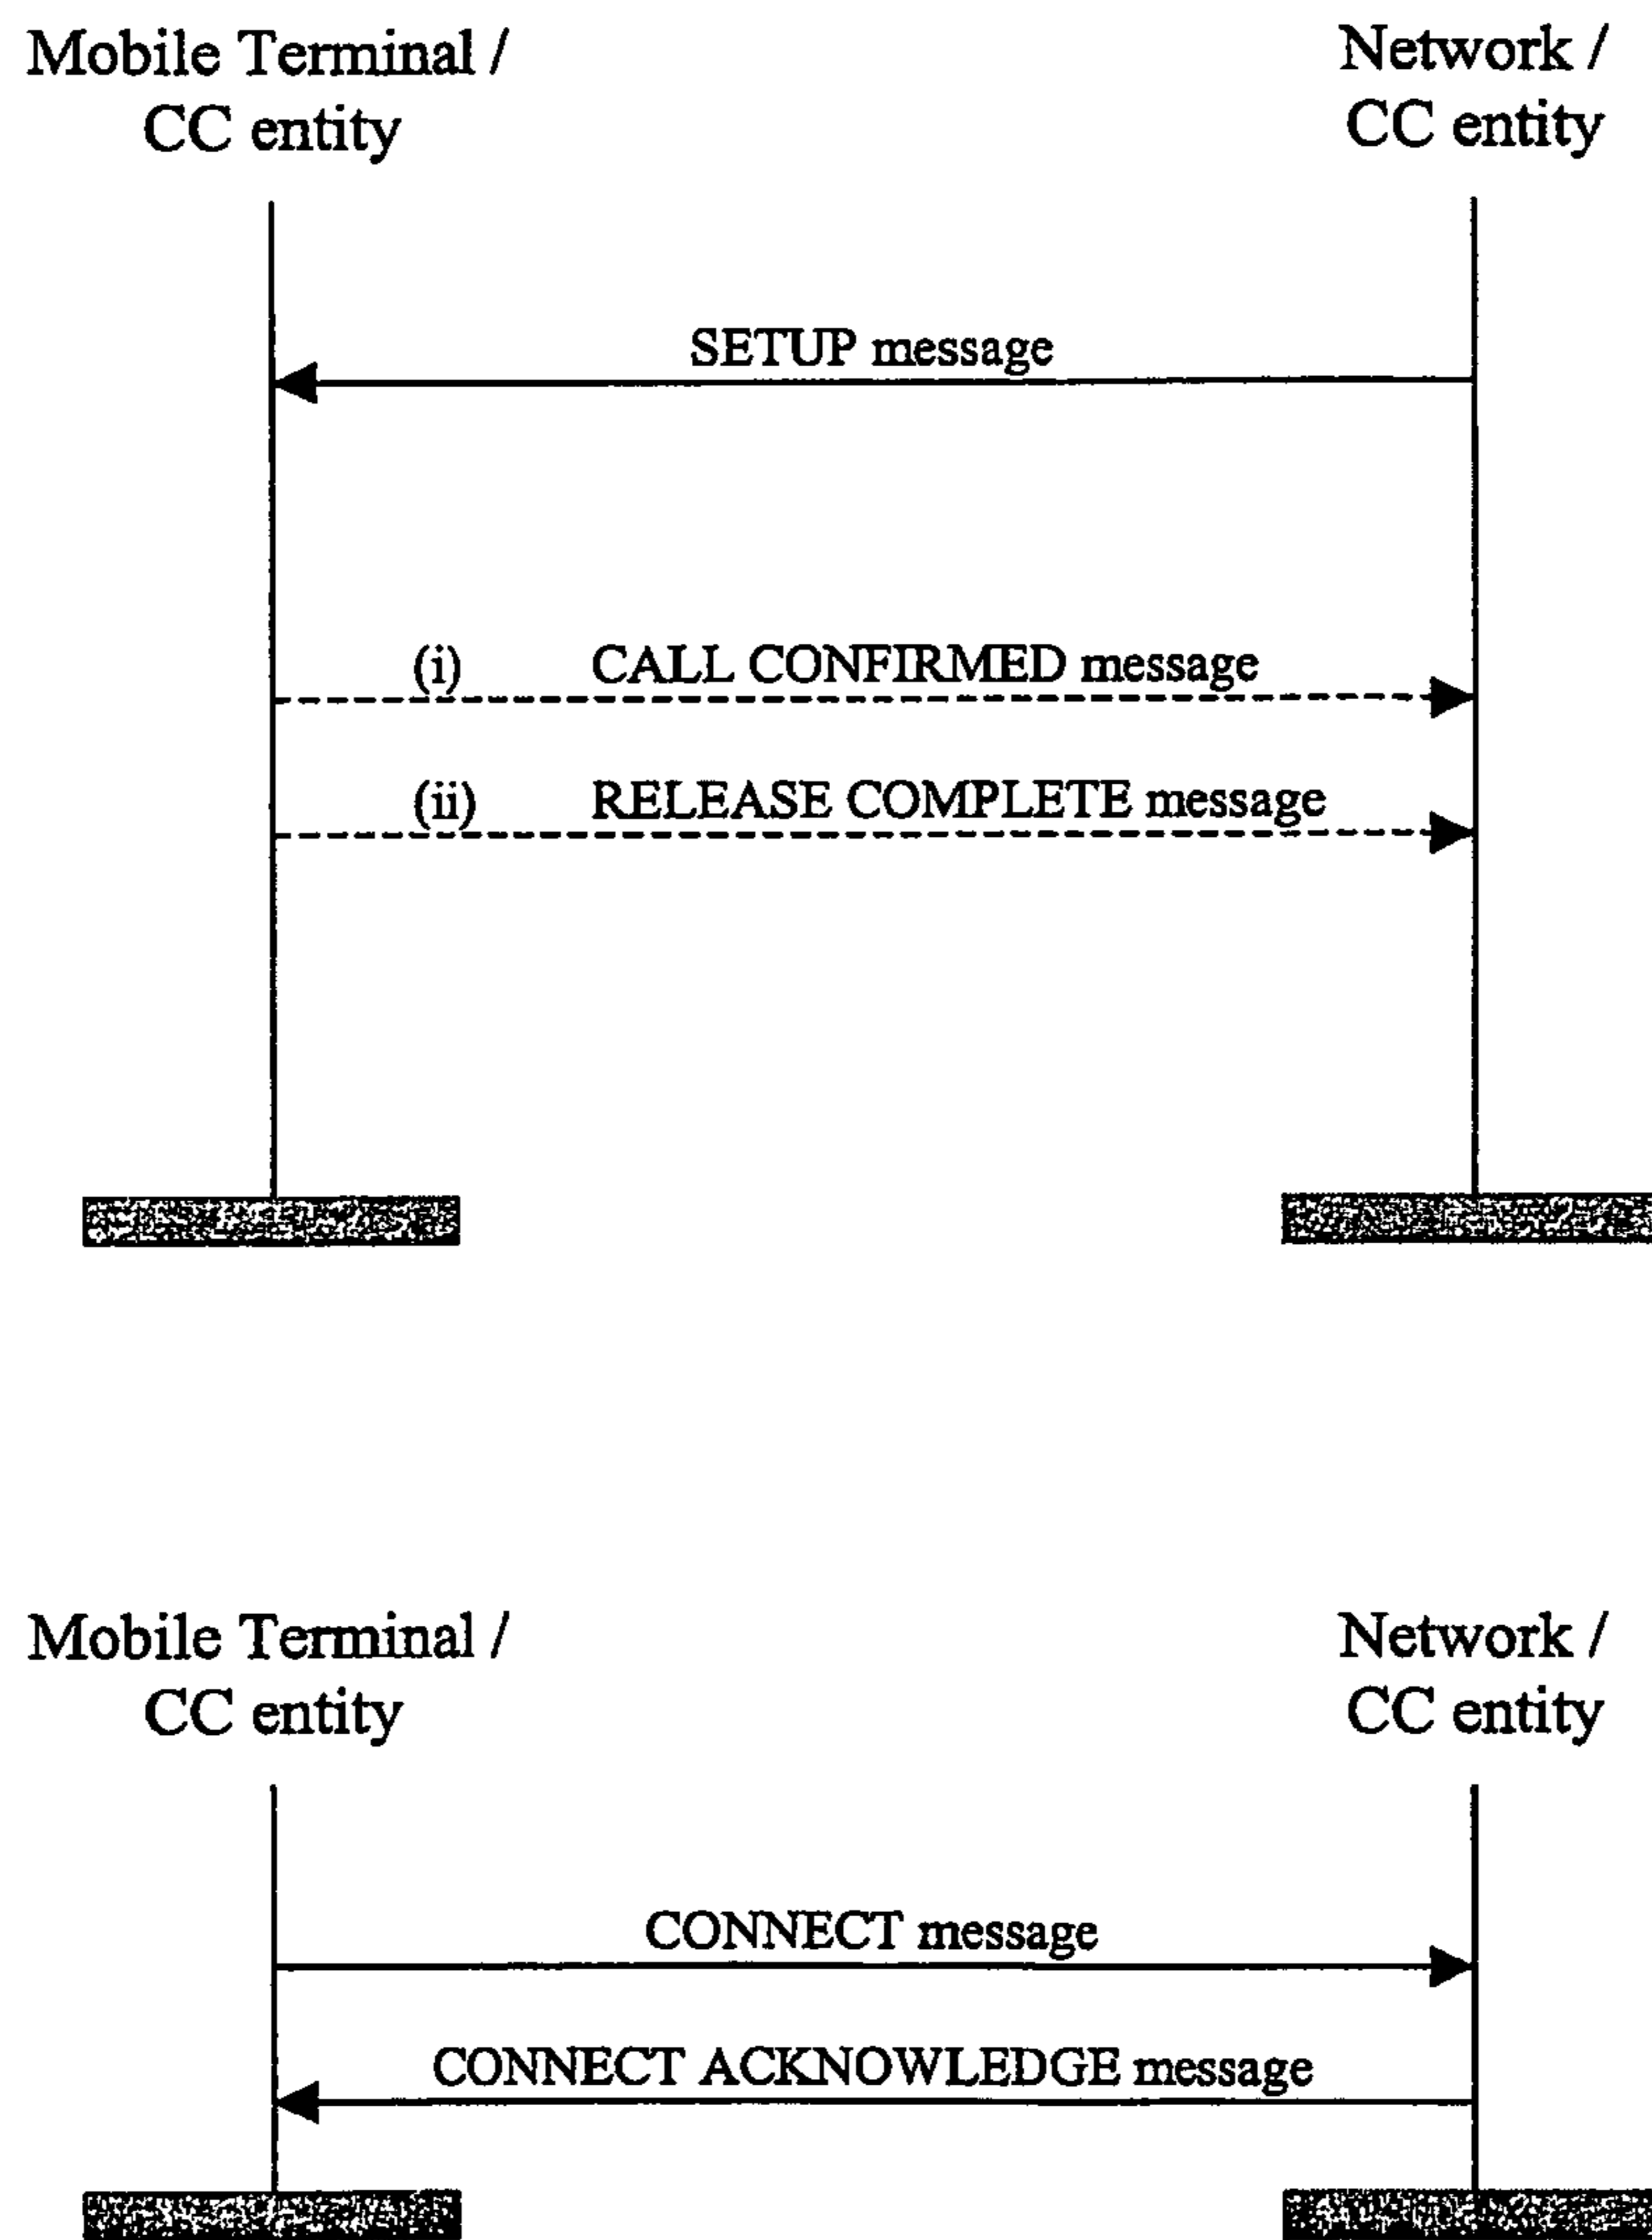 Mobile Terminal /
CC entity
Network /
CC entity
SETUP message
(i) CALL CONFIRMED message
(ii) RELEASE COMPLETE message
Mobile Terminal /
CC entity
Network /
CC entity
CONNECT message
CONNECT ACKNOWLEDGE message